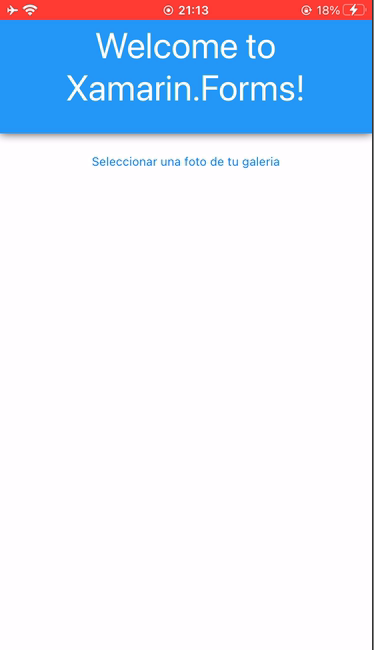 21:13
18%
Welcome to
Xamarin.Forms!
Seleccionar una foto de tu galeria